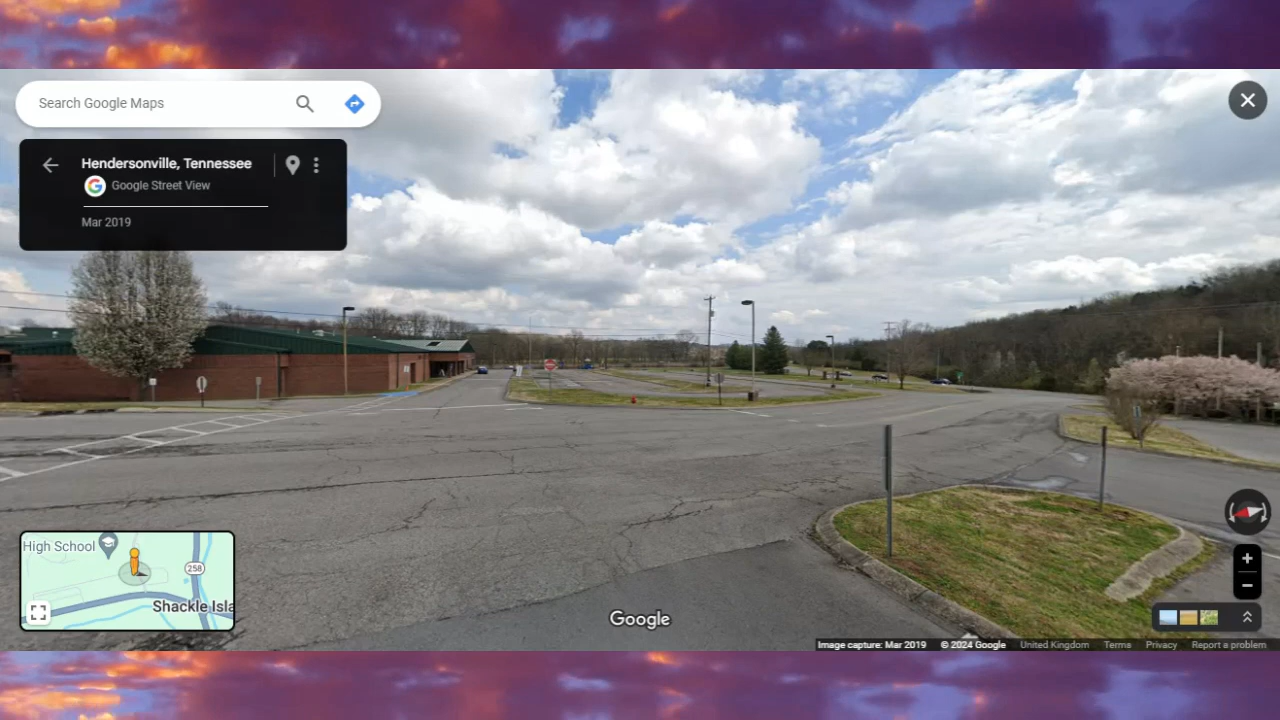 Search Google Maps
Hendersonville, Tennessee
Google Street View
Mar 2019
High School
258
Shackle Isla
Google
Image capture: Mar 2019 © 2024 Google United Kingdom Terms Privacy Report a problem